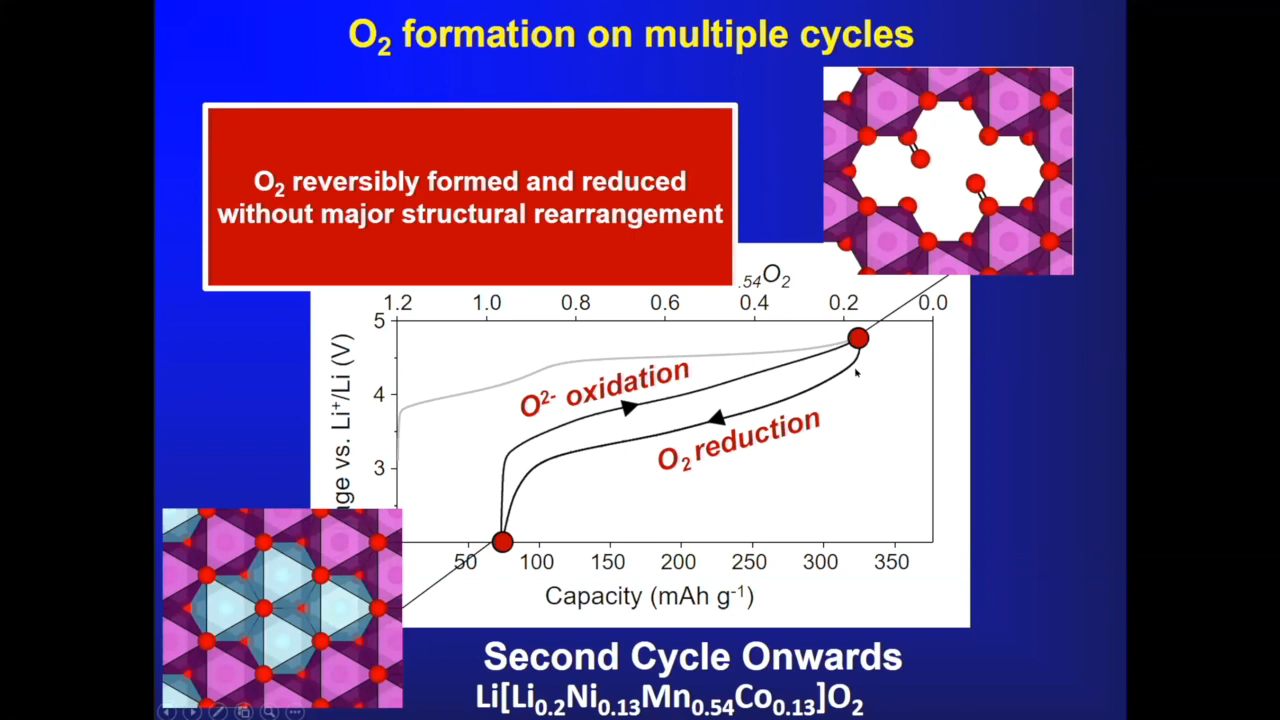 O₂ formation on multiple cycles
O₂ reversibly formed and reduced
without major structural rearrangement
.54O₂
1.2 1.0 0.8 0.6 0.4 0.2 0.0
5
4
3
age vs. Li⁺/Li (V)
O²⁻ oxidation
O₂ reduction
50 100 150 200 250 300 350
Capacity (mAh g⁻¹)
Second Cycle Onwards
Li[Li₀.₂Ni₀.₁₃Mn₀.₅₄Co₀.₁₃]O₂